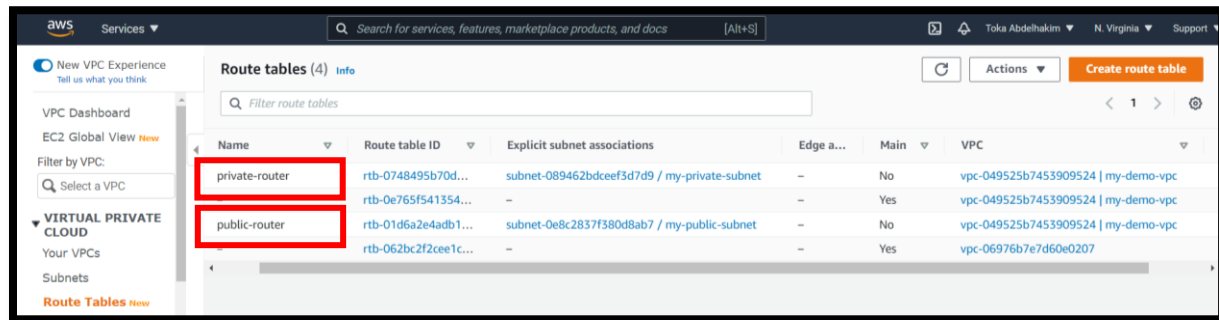 aws Services ▼ Search for services, features, marketplace products, and docs [Alt+S] Toka Abdelhakim ▼ N. Virginia ▼ Support
New VPC Experience
Tell us what you think
VPC Dashboard
EC2 Global View New
Filter by VPC:
Select a VPC
VIRTUAL PRIVATE
CLOUD
Your VPCs
Subnets
Route Tables New
Route tables (4) Info
Actions ▼ Create route table
Filter route tables
< 1 >
Name Route table ID Explicit subnet associations Edge a... Main VPC
private-router rtb-0748495b70d... subnet-089462bdceef3d7d9 / my-private-subnet – No vpc-049525b7453909524 | my-demo-vpc
– rtb-0e765f541354... – – Yes vpc-049525b7453909524 | my-demo-vpc
public-router rtb-01d6a2e4adb1... subnet-0e8c2837f380d8ab7 / my-public-subnet – No vpc-049525b7453909524 | my-demo-vpc
– rtb-062bc2f2cee1c... – – Yes vpc-06976b7e7d60e0207